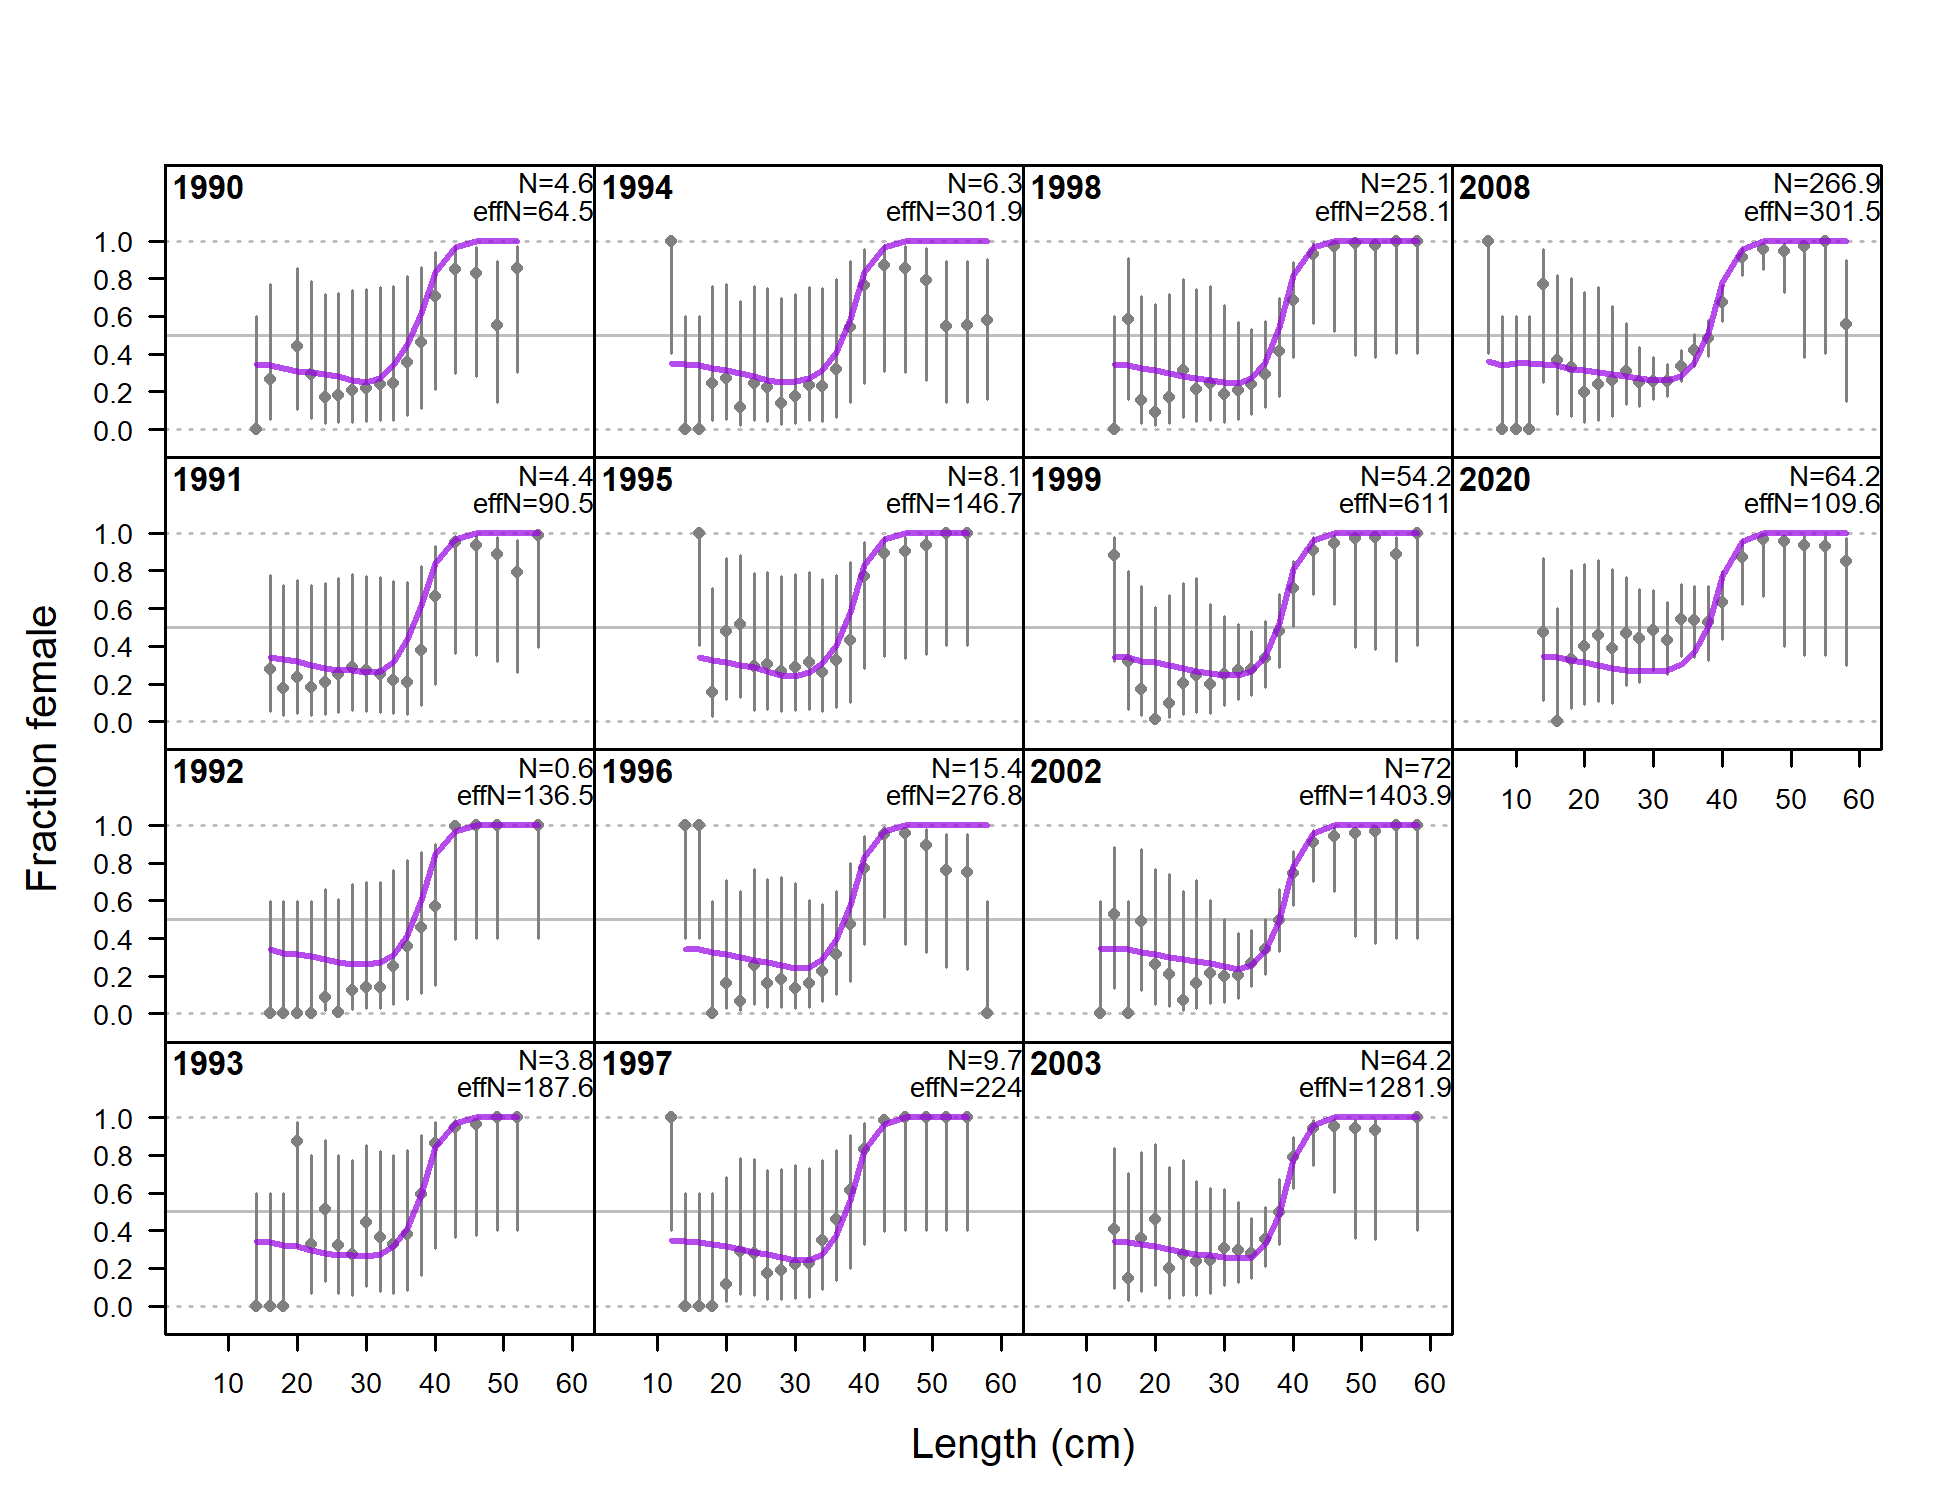 1990
N=4.6
effN=64.5
1994
N=6.3
effN=301.9
1998
N=25.1
effN=258.1
2008
N=266.9
effN=301.5
1.0
0.8
0.6
0.4
0.2
0.0
1991
N=4.4
effN=90.5
1995
N=8.1
effN=146.7
1999
N=54.2
effN=611
2020
N=64.2
effN=109.6
1.0
0.8
0.6
0.4
0.2
0.0
1992
N=0.6
effN=136.5
1996
N=15.4
effN=276.8
2002
N=72
effN=1403.9
10 20 30 40 50 60
1.0
0.8
0.6
0.4
0.2
0.0
1993
N=3.8
effN=187.6
1997
N=9.7
effN=224
2003
N=64.2
effN=1281.9
1.0
0.8
0.6
0.4
0.2
0.0
10 20 30 40 50 60
10 20 30 40 50 60
10 20 30 40 50 60
Fraction female
Length (cm)